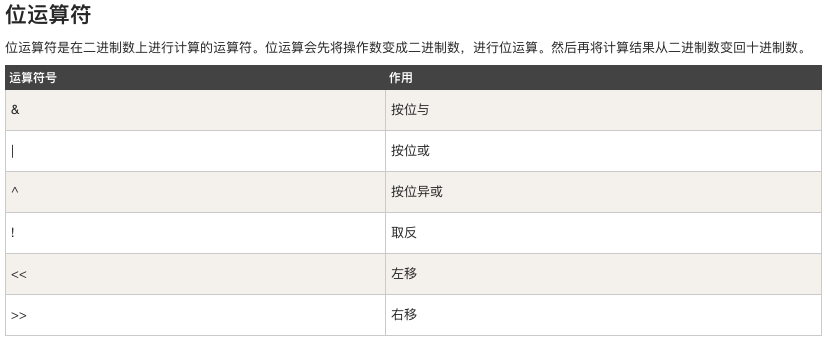 位运算符
位运算符是在二进制数上进行计算的运算符。位运算会先将操作数变成二进制数，进行位运算。然后再将计算结果从二进制数变回十进制数。
运算符号 作用
& 按位与
| 按位或
^ 按位异或
! 取反
<< 左移
>> 右移